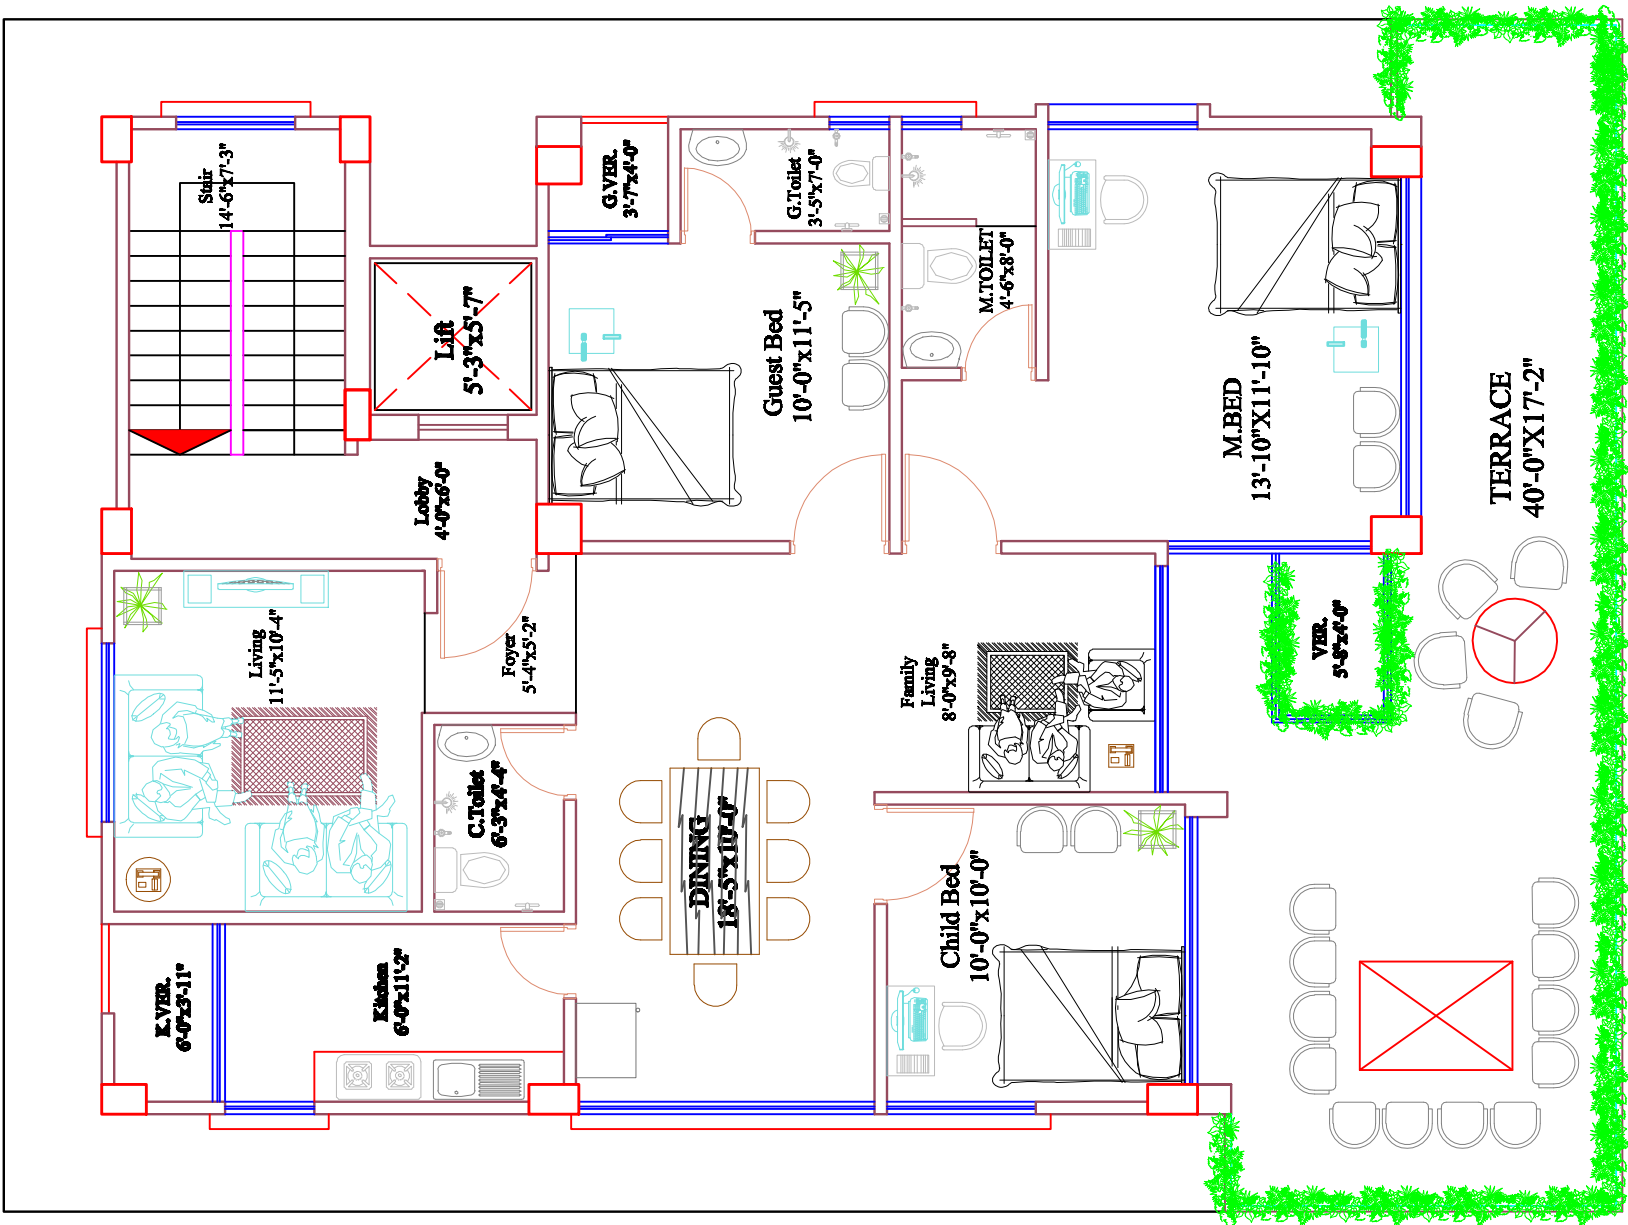 Stair
14'-6"x7'-3"
G.VER.
3'-7"x4'-0"
G.Toilet
3'-5"x7'-0"
M.TOILET
4'-6"x8'-0"
Lift
5'-3"x5'-7"
Guest Bed
10'-0"x11'-5"
M.BED
13'-10"X11'-10"
TERRACE
40'-0"X17'-2"
Lobby
4'-0"x6'-0"
Living
11'-5"x10'-4"
Foyer
5'-4"x5'-2"
Family
Living
8'-0"x9'-8"
VER.
5'-8"x4'-0"
C.Toilet
6'-3"x4'-4"
DINING
18'-5"x10'-0"
Child Bed
10'-0"x10'-0"
K.VER.
6'-0"x3'-11"
Kitchen
6'-0"x11'-2"